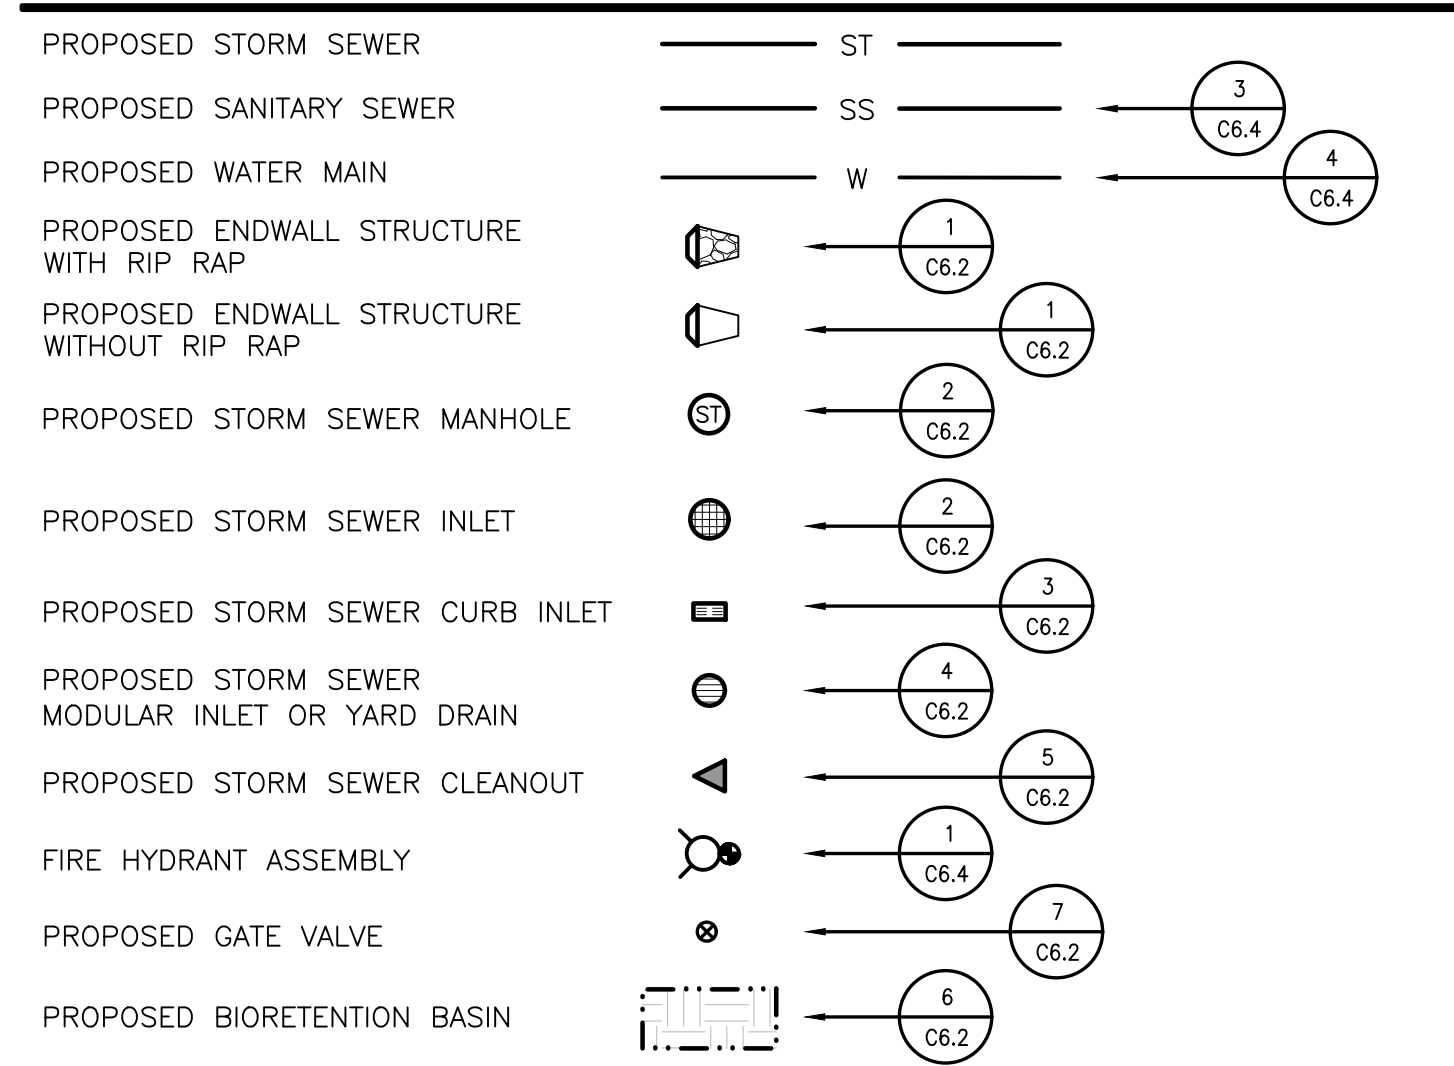 PROPOSED STORM SEWER ST
PROPOSED SANITARY SEWER SS 3
C6.4
PROPOSED WATER MAIN W 4
C6.4
PROPOSED ENDWALL STRUCTURE 1
WITH RIP RAP C6.2
PROPOSED ENDWALL STRUCTURE 1
WITHOUT RIP RAP C6.2
PROPOSED STORM SEWER MANHOLE ST 2
C6.2
PROPOSED STORM SEWER INLET 2
C6.2
PROPOSED STORM SEWER CURB INLET 3
C6.2
PROPOSED STORM SEWER 4
MODULAR INLET OR YARD DRAIN C6.2
PROPOSED STORM SEWER CLEANOUT 5
C6.2
FIRE HYDRANT ASSEMBLY 1
C6.4
PROPOSED GATE VALVE 7
C6.2
PROPOSED BIORETENTION BASIN 6
C6.2